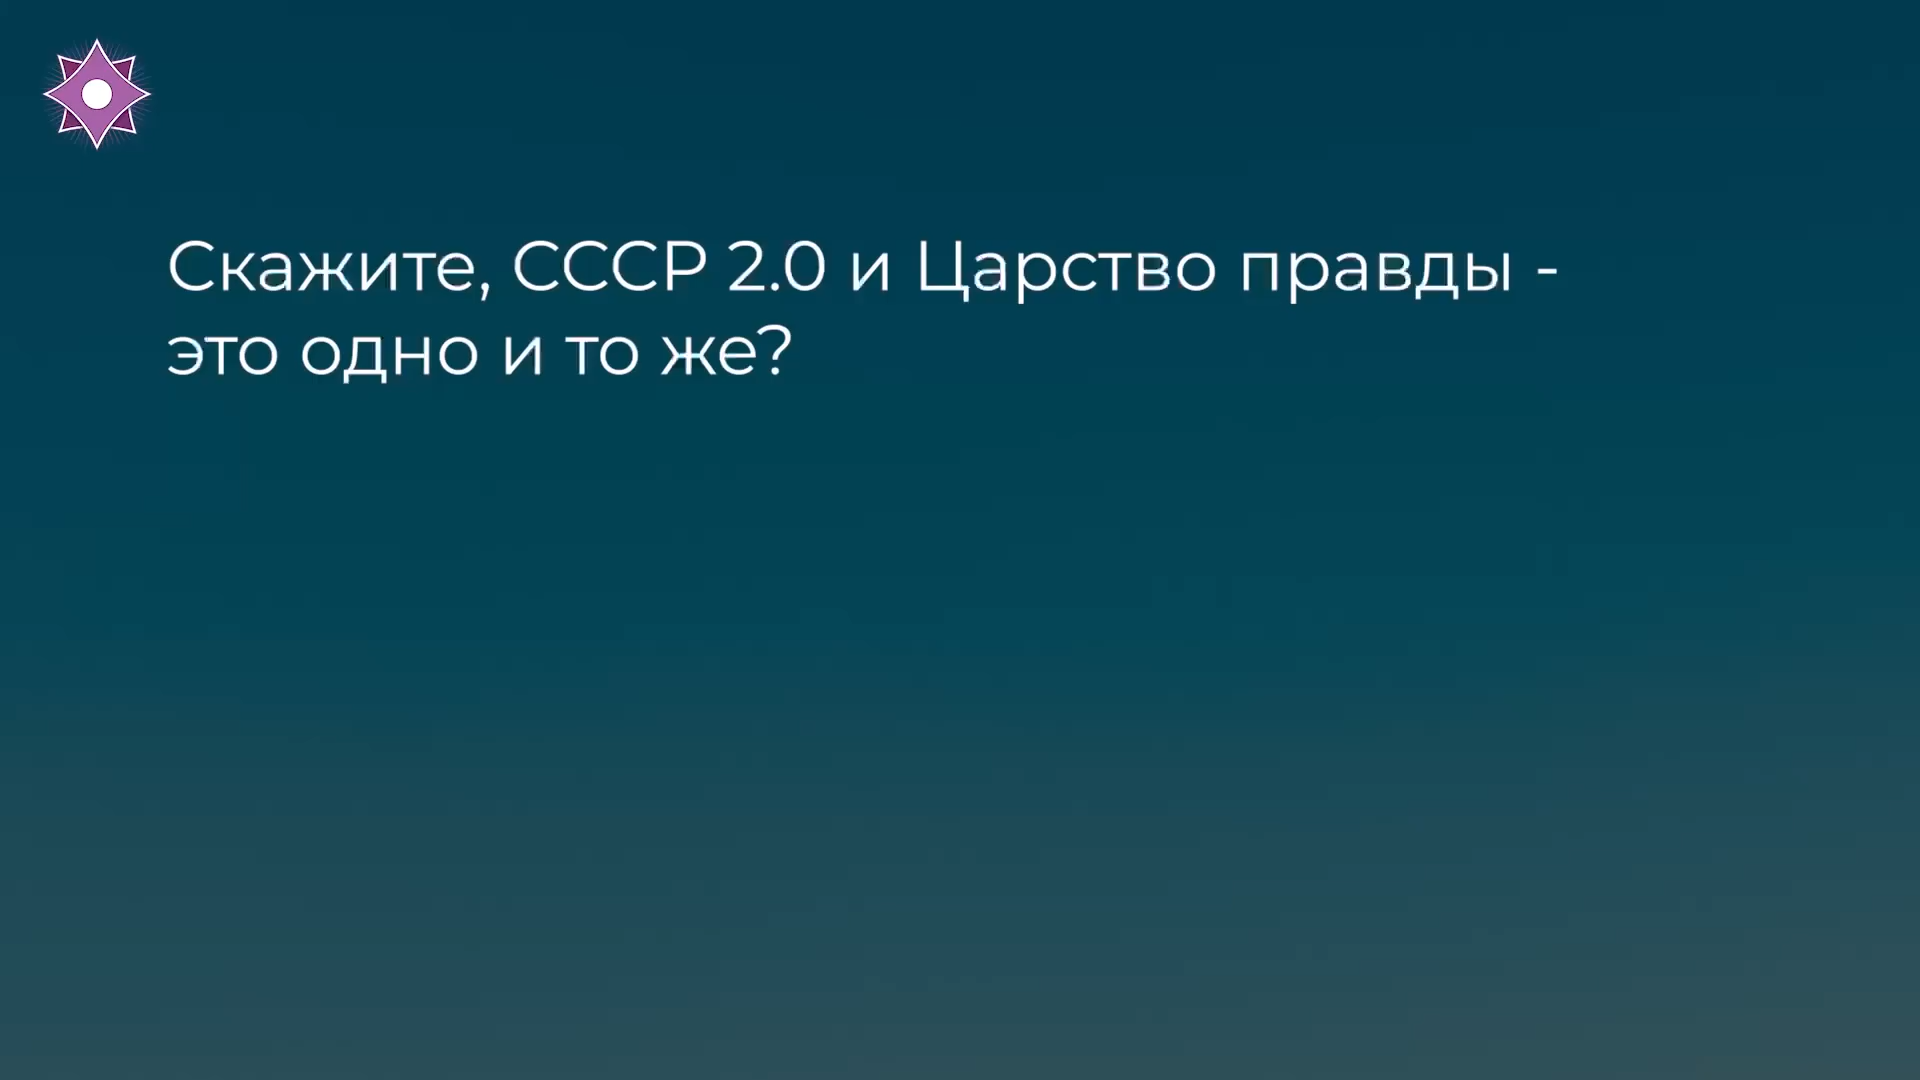 Скажите, СССР 2.0 и Царство правды -
это одно и то же?